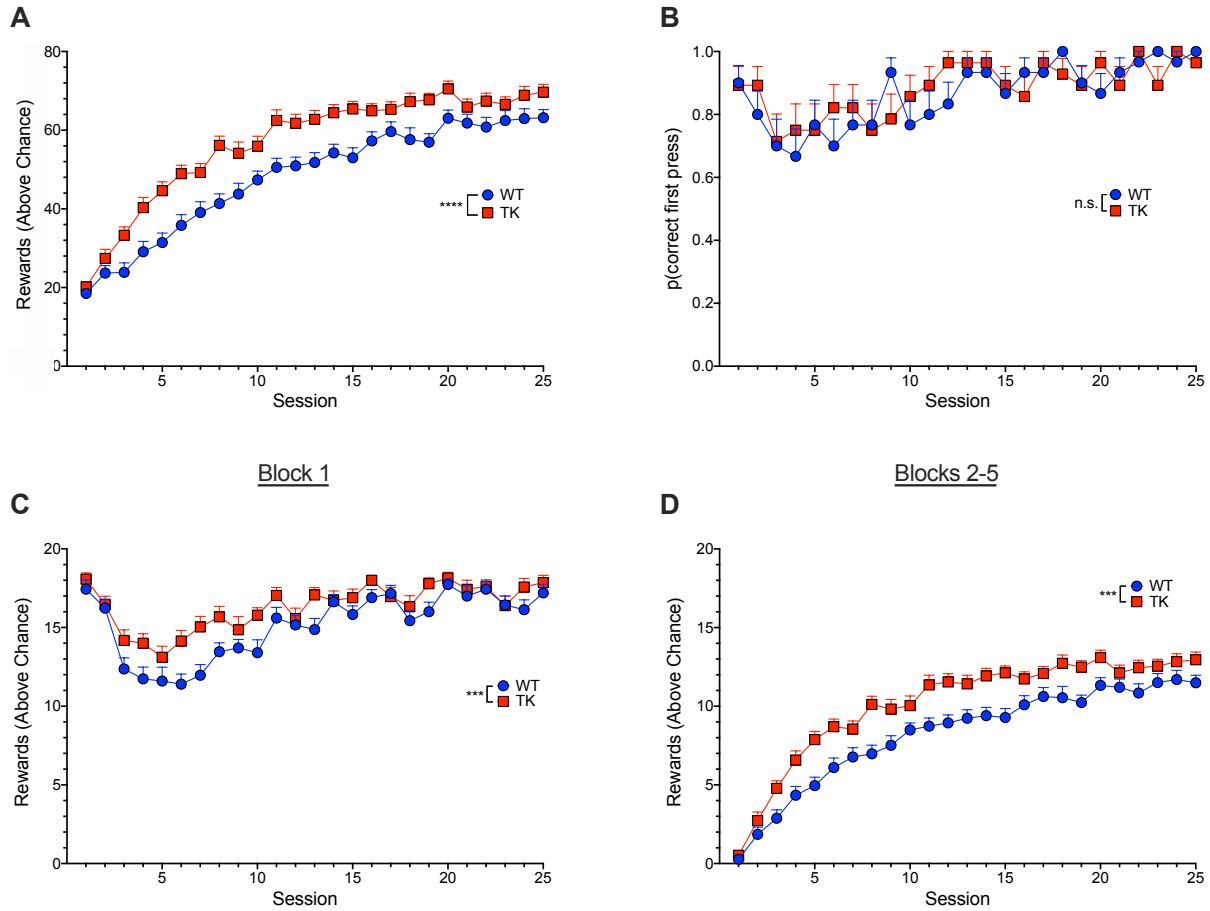 A
Rewards (Above Chance)
80
60
40
20
0
5 10 15 20 25
Session
****
WT
TK
B
p(correct first press)
1.0
0.8
0.6
0.4
0.2
0.0
5 10 15 20 25
Session
n.s.
WT
TK
Block 1
C
Rewards (Above Chance)
20
15
10
5
0
5 10 15 20 25
Session
***
WT
TK
Blocks 2-5
D
Rewards (Above Chance)
20
15
10
5
0
5 10 15 20 25
Session
***
WT
TK